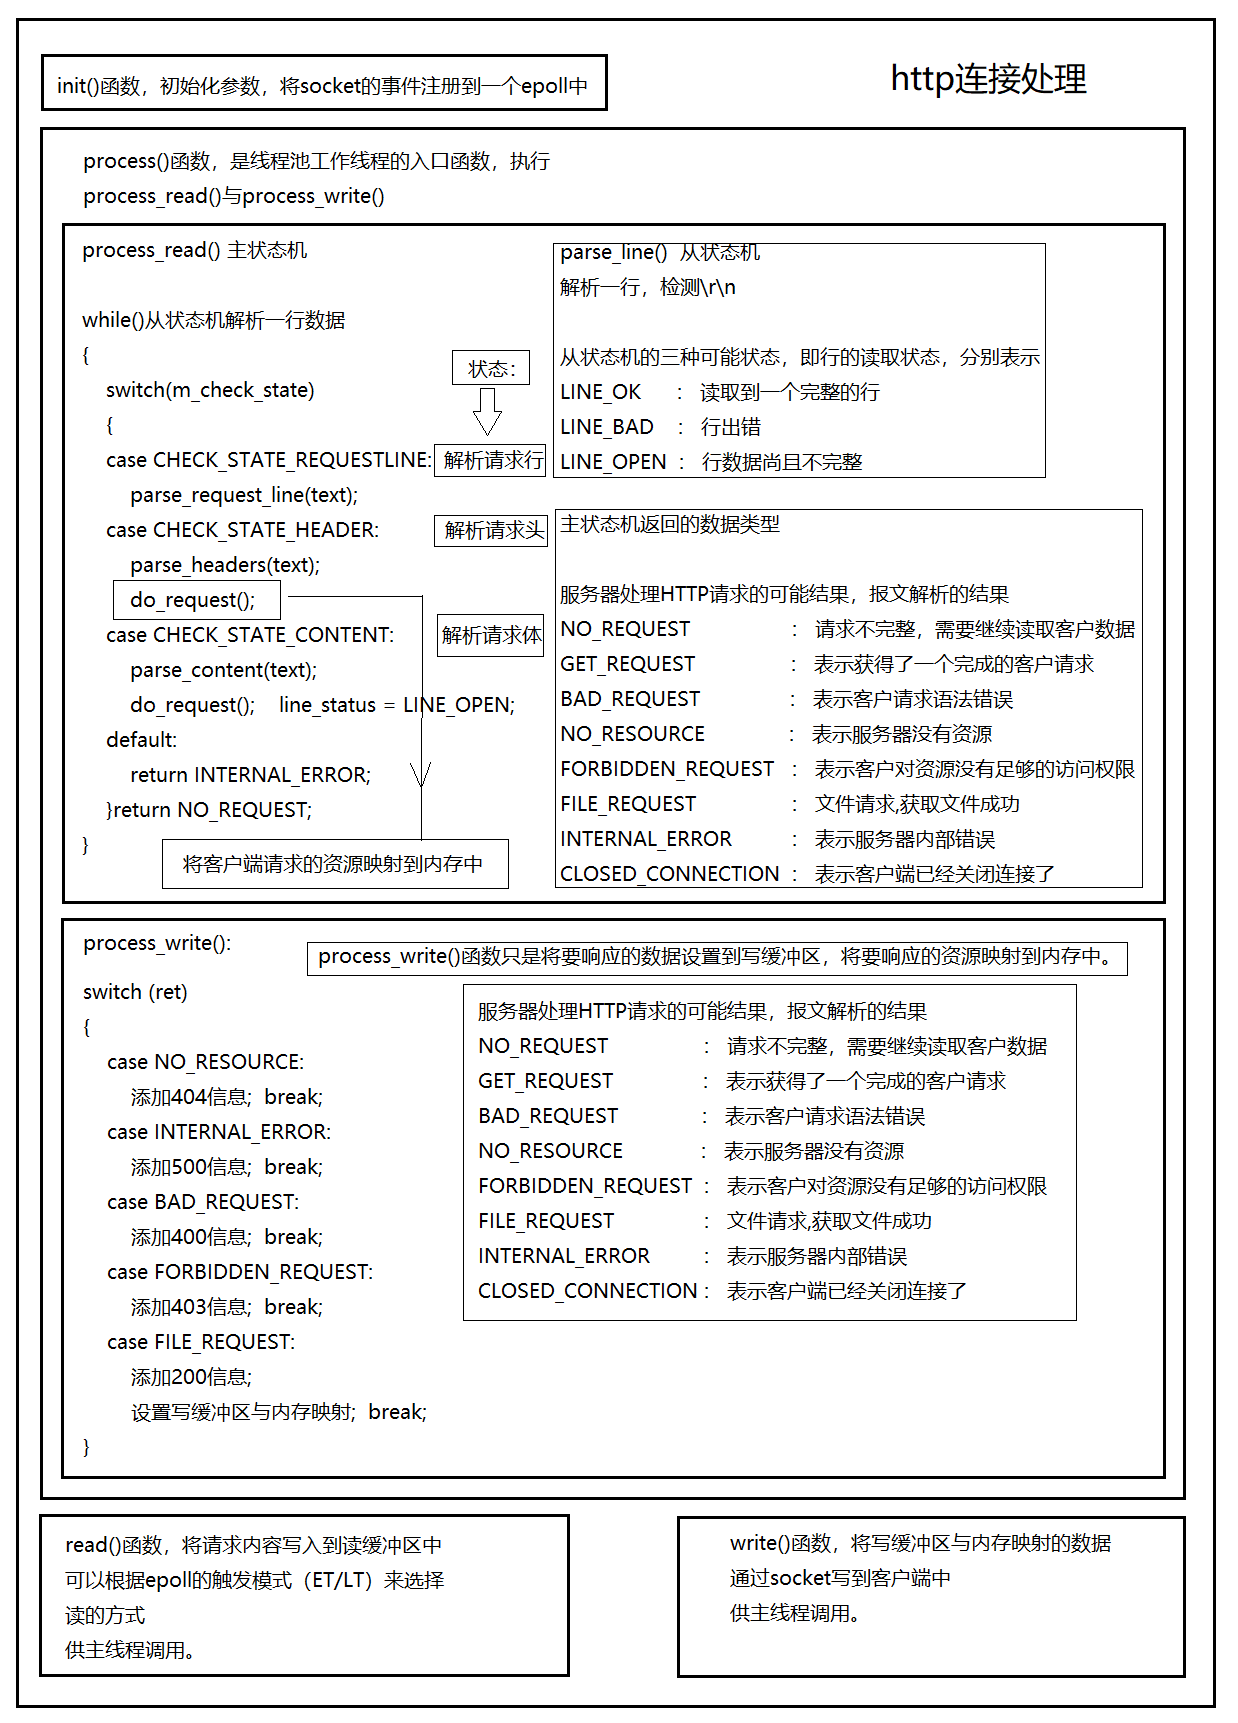 http连接处理
init()函数，初始化参数，将socket的事件注册到一个epoll中
process()函数，是线程池工作线程的入口函数，执行
process_read()与process_write()
process_read() 主状态机
while()从状态机解析一行数据
{
switch(m_check_state)
{
case CHECK_STATE_REQUESTLINE:
parse_request_line(text);
case CHECK_STATE_HEADER:
parse_headers(text);
do_request();
case CHECK_STATE_CONTENT:
parse_content(text);
do_request(); line_status = LINE_OPEN;
default:
return INTERNAL_ERROR;
}return NO_REQUEST;
}
状态：
解析请求行
解析请求头
解析请求体
将客户端请求的资源映射到内存中
parse_line() 从状态机
解析一行，检测\r\n
从状态机的三种可能状态，即行的读取状态，分别表示
LINE_OK ： 读取到一个完整的行
LINE_BAD ： 行出错
LINE_OPEN ： 行数据尚且不完整
主状态机返回的数据类型
服务器处理HTTP请求的可能结果，报文解析的结果
NO_REQUEST ： 请求不完整，需要继续读取客户数据
GET_REQUEST ： 表示获得了一个完成的客户请求
BAD_REQUEST ： 表示客户请求语法错误
NO_RESOURCE ： 表示服务器没有资源
FORBIDDEN_REQUEST ： 表示客户对资源没有足够的访问权限
FILE_REQUEST ： 文件请求,获取文件成功
INTERNAL_ERROR ： 表示服务器内部错误
CLOSED_CONNECTION ： 表示客户端已经关闭连接了
process_write():
process_write()函数只是将要响应的数据设置到写缓冲区，将要响应的资源映射到内存中。
switch (ret)
{
case NO_RESOURCE:
添加404信息; break;
case INTERNAL_ERROR:
添加500信息; break;
case BAD_REQUEST:
添加400信息; break;
case FORBIDDEN_REQUEST:
添加403信息; break;
case FILE_REQUEST:
添加200信息;
设置写缓冲区与内存映射; break;
}
服务器处理HTTP请求的可能结果，报文解析的结果
NO_REQUEST ： 请求不完整，需要继续读取客户数据
GET_REQUEST ： 表示获得了一个完成的客户请求
BAD_REQUEST ： 表示客户请求语法错误
NO_RESOURCE ： 表示服务器没有资源
FORBIDDEN_REQUEST ： 表示客户对资源没有足够的访问权限
FILE_REQUEST ： 文件请求,获取文件成功
INTERNAL_ERROR ： 表示服务器内部错误
CLOSED_CONNECTION ： 表示客户端已经关闭连接了
read()函数，将请求内容写入到读缓冲区中
可以根据epoll的触发模式（ET/LT）来选择
读的方式
供主线程调用。
write()函数，将写缓冲区与内存映射的数据
通过socket写到客户端中
供主线程调用。